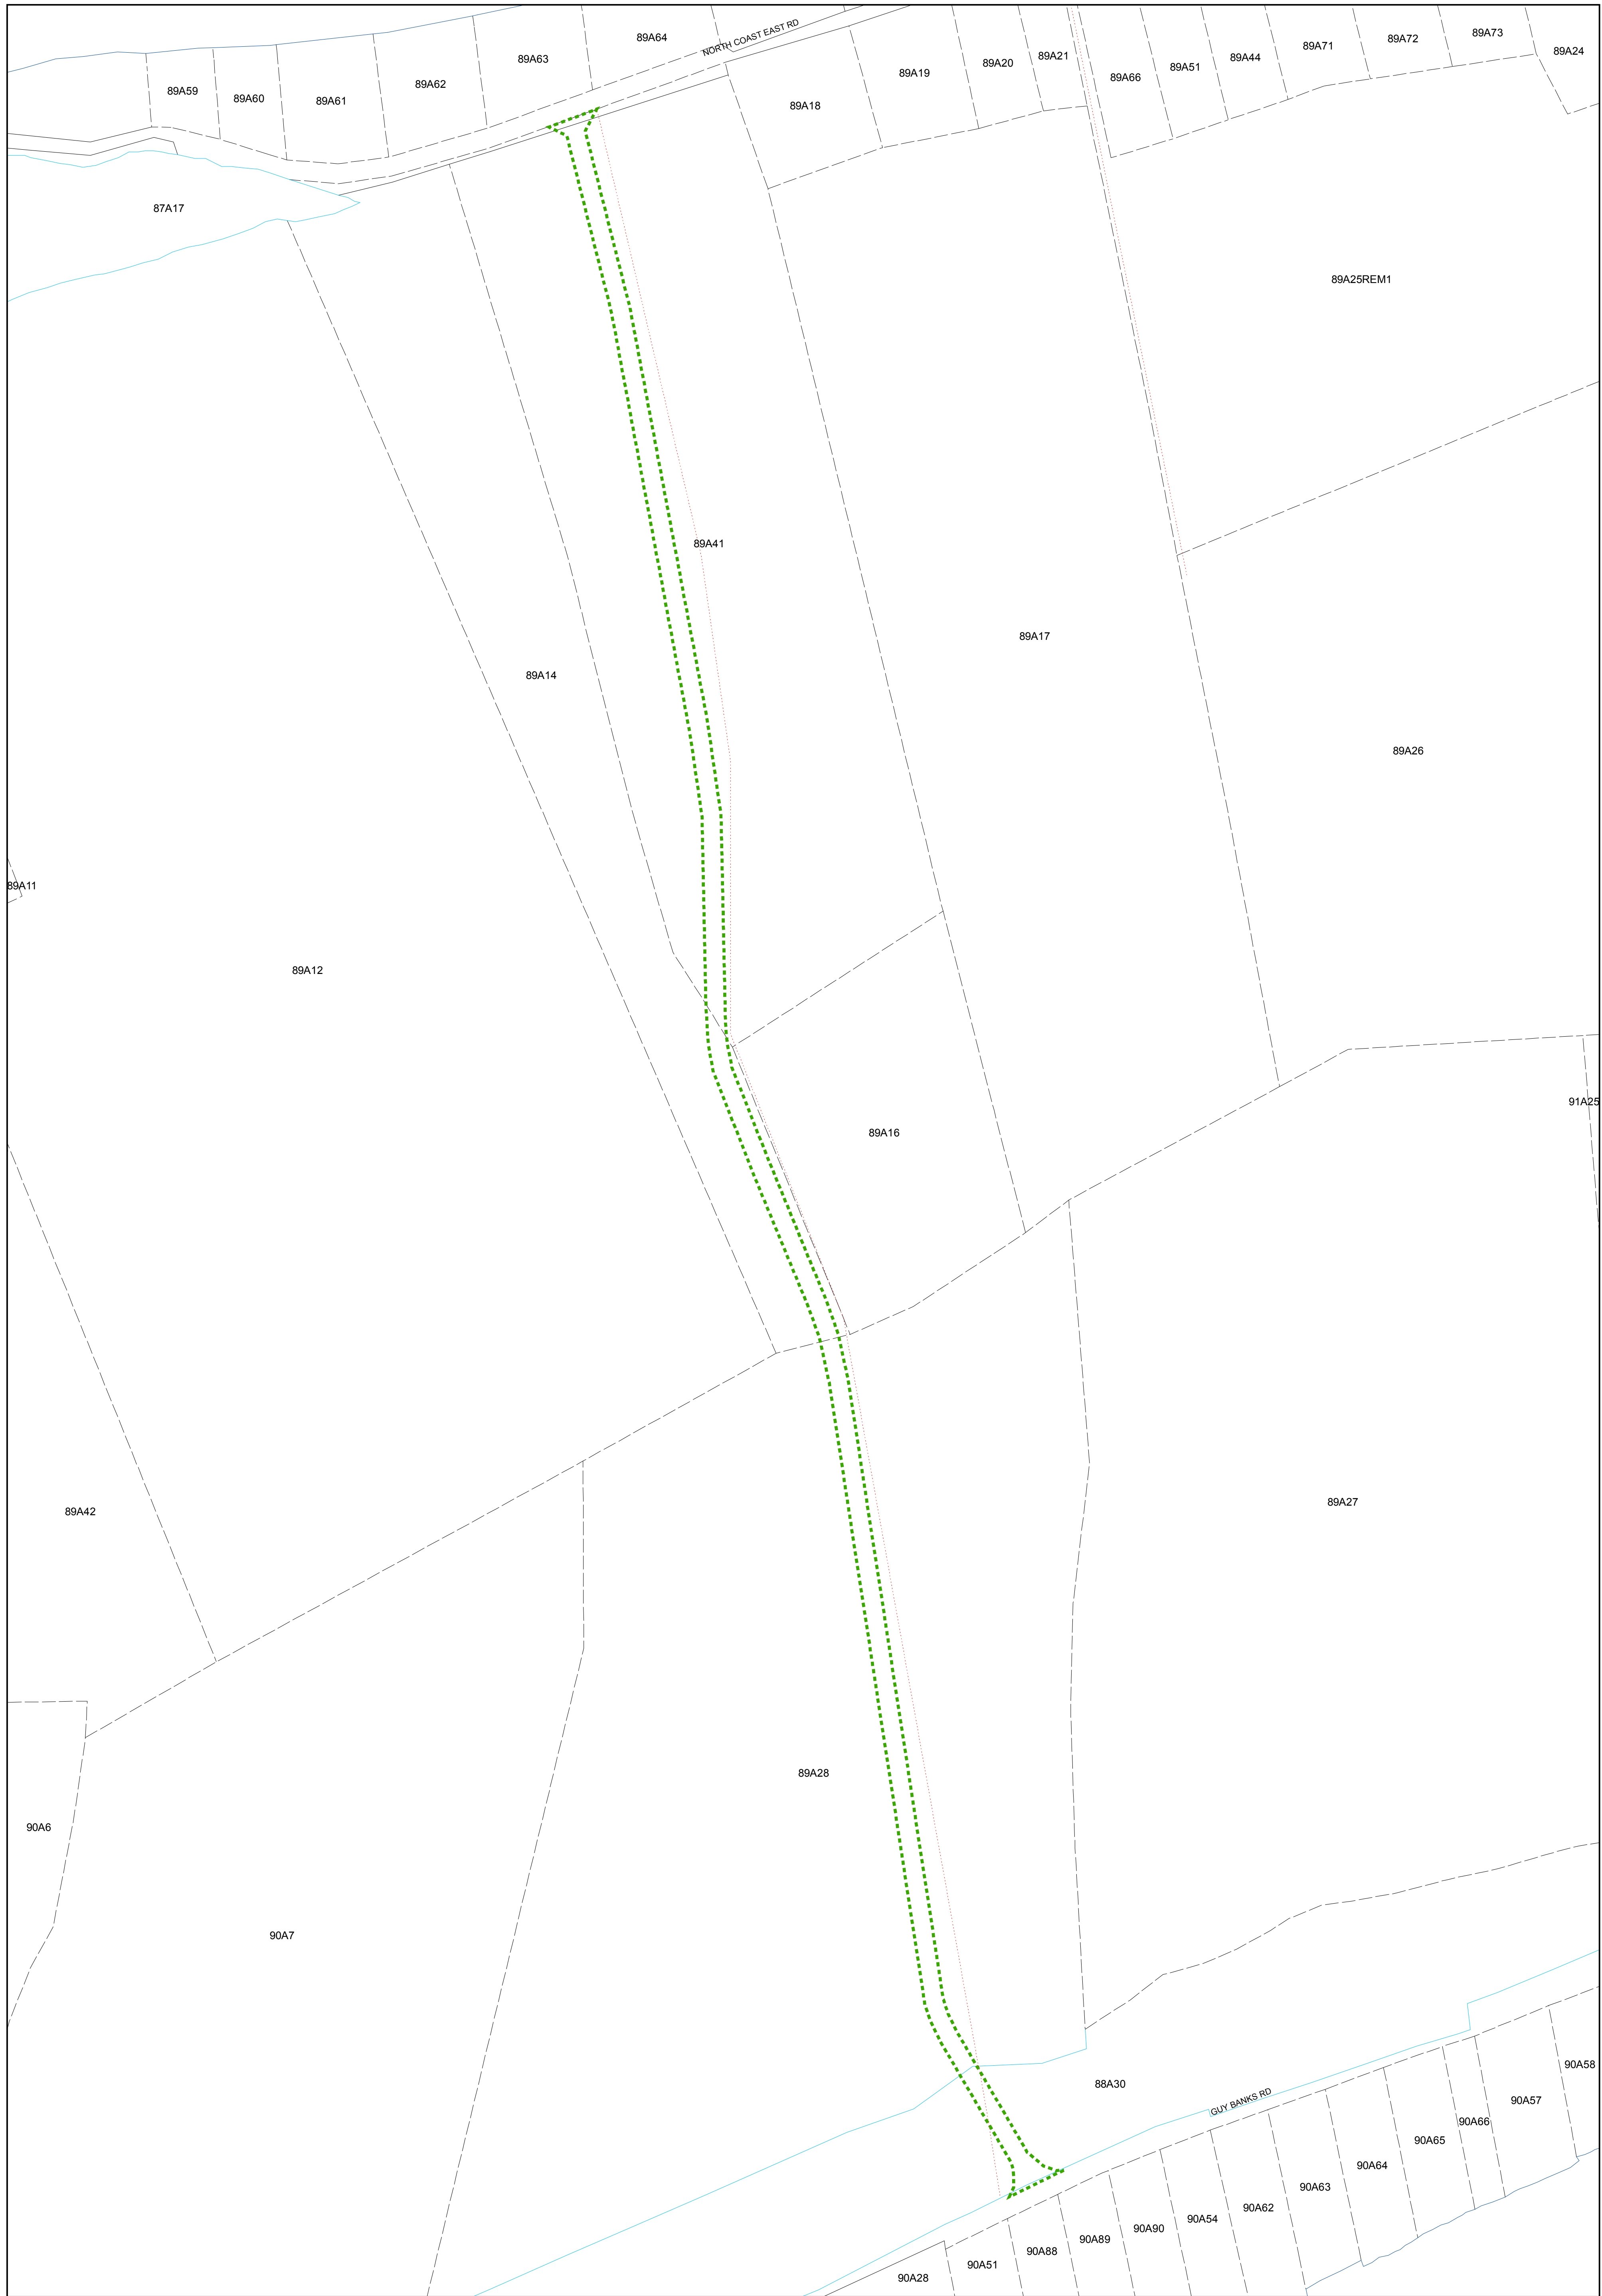 NORTH COAST EAST RD
89A64
89A63
89A62
89A61
89A60
89A59
89A18
89A19
89A20
89A21
89A66
89A51
89A44
89A71
89A72
89A73
89A24
87A17
89A25REM1
89A41
89A17
89A14
89A26
89A11
89A12
91A25
89A16
89A42
89A27
89A28
90A6
90A7
88A30
GUY BANKS RD
90A58
90A57
90A66
90A65
90A64
90A63
90A62
90A54
90A90
90A89
90A88
90A51
90A28